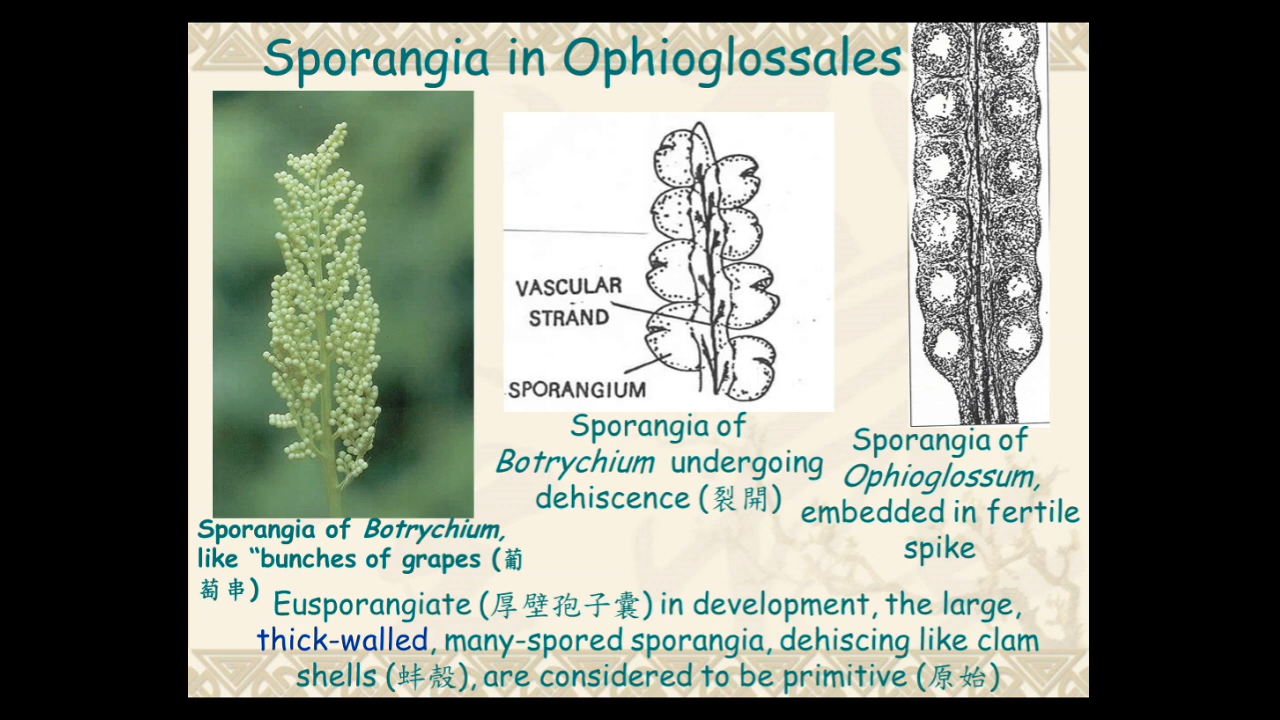 Sporangia in Ophioglossales
VASCULAR
STRAND
SPORANGIUM
Sporangia of
Botrychium undergoing
dehiscence (裂開)
Sporangia of
Ophioglossum,
embedded in fertile
spike
Sporangia of Botrychium,
like “bunches of grapes (葡
萄串)
Eusporangiate (厚壁孢子囊) in development, the large,
thick-walled, many-spored sporangia, dehiscing like clam
shells (蚌殼), are considered to be primitive (原始)